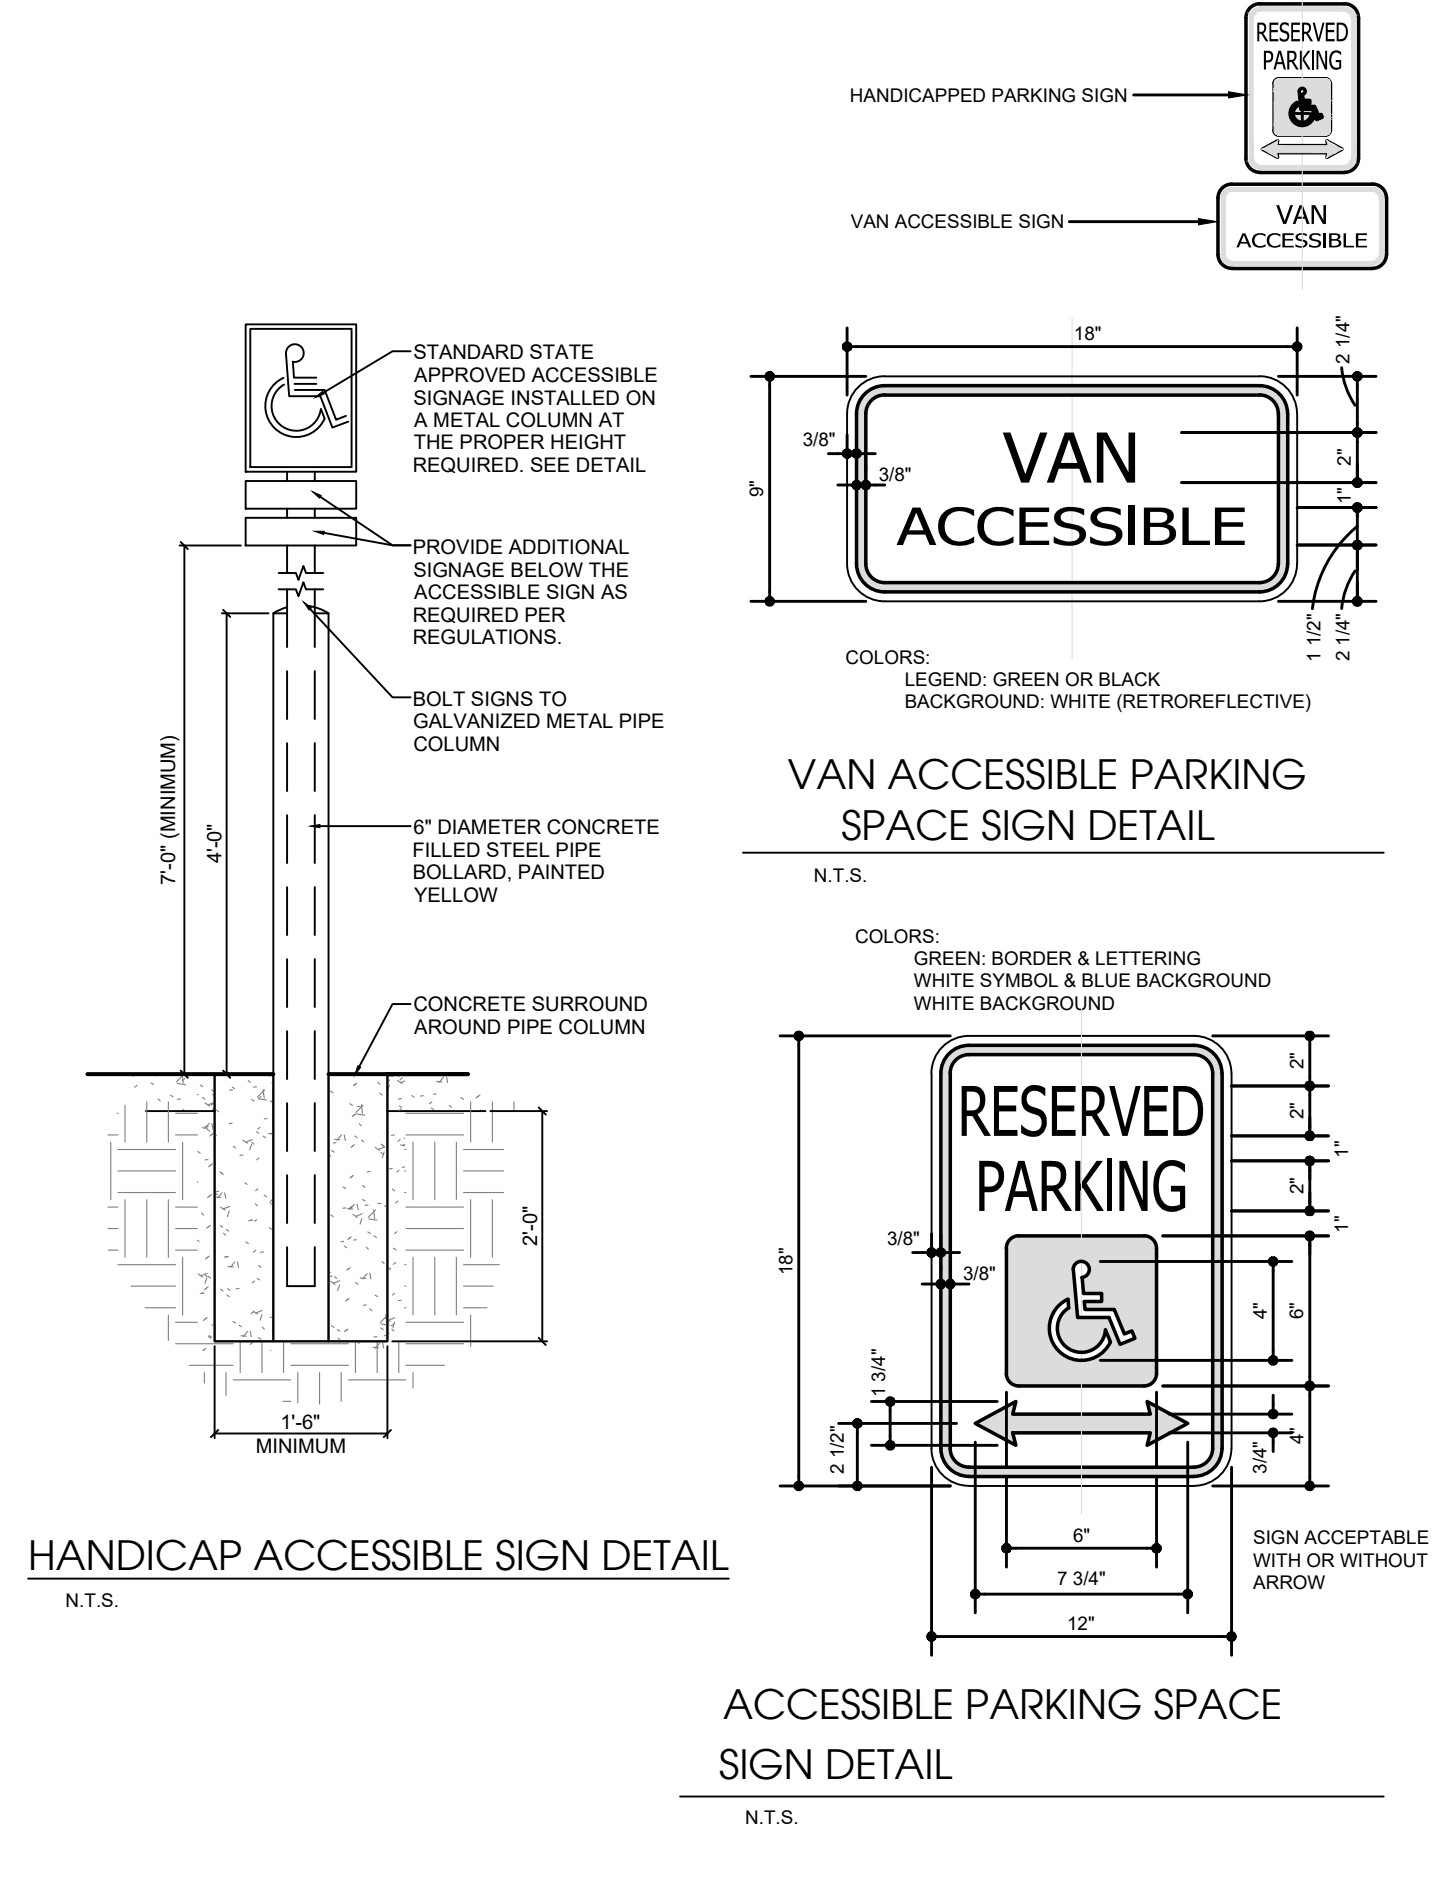 RESERVED
PARKING
HANDICAPPED PARKING SIGN
VAN ACCESSIBLE SIGN
VAN
ACCESSIBLE
STANDARD STATE
APPROVED ACCESSIBLE
SIGNAGE INSTALLED ON
A METAL COLUMN AT
THE PROPER HEIGHT
REQUIRED. SEE DETAIL
PROVIDE ADDITIONAL
SIGNAGE BELOW THE
ACCESSIBLE SIGN AS
REQUIRED PER
REGULATIONS.
BOLT SIGNS TO
GALVANIZED METAL PIPE
COLUMN
7'-0" (MINIMUM)
4'-0"
6" DIAMETER CONCRETE
FILLED STEEL PIPE
BOLLARD, PAINTED
YELLOW
CONCRETE SURROUND
AROUND PIPE COLUMN
2'-0"
1'-6"
MINIMUM
HANDICAP ACCESSIBLE SIGN DETAIL
N.T.S.
18"
2 1/4"
3/8"
3/8"
9"
VAN
ACCESSIBLE
2"
1"
1 1/2"
2 1/4"
COLORS:
LEGEND: GREEN OR BLACK
BACKGROUND: WHITE (RETROREFLECTIVE)
VAN ACCESSIBLE PARKING
SPACE SIGN DETAIL
N.T.S.
COLORS:
GREEN: BORDER & LETTERING
WHITE SYMBOL & BLUE BACKGROUND
WHITE BACKGROUND
RESERVED
PARKING
2"
2"
1"
2"
1"
18"
3/8"
3/8"
4"
6"
1 3/4"
2 1/2"
3/4"
4"
6"
7 3/4"
12"
SIGN ACCEPTABLE
WITH OR WITHOUT
ARROW
ACCESSIBLE PARKING SPACE
SIGN DETAIL
N.T.S.